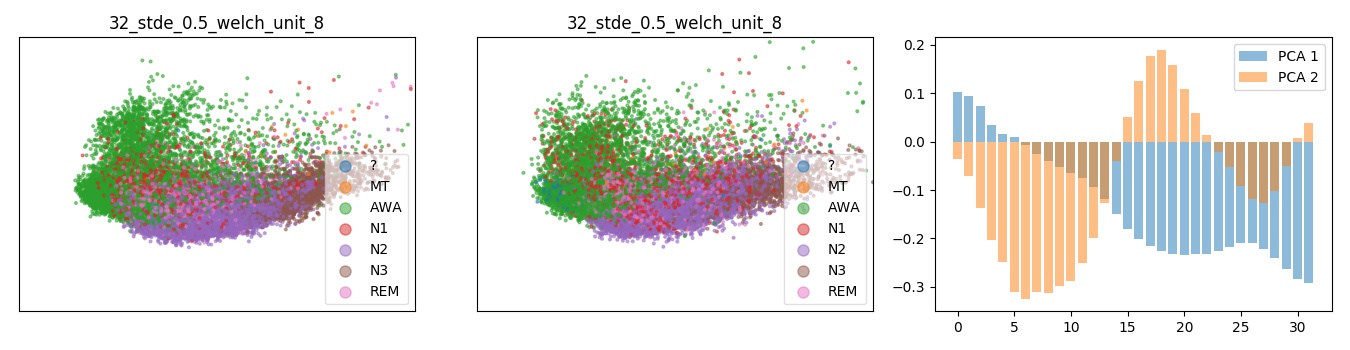 32_stde_0.5_welch_unit_8
?
MT
AWA
N1
N2
N3
REM
32_stde_0.5_welch_unit_8
?
MT
AWA
N1
N2
N3
REM
PCA 1
PCA 2
0.2
0.1
0.0
−0.1
−0.2
−0.3
0 5 10 15 20 25 30